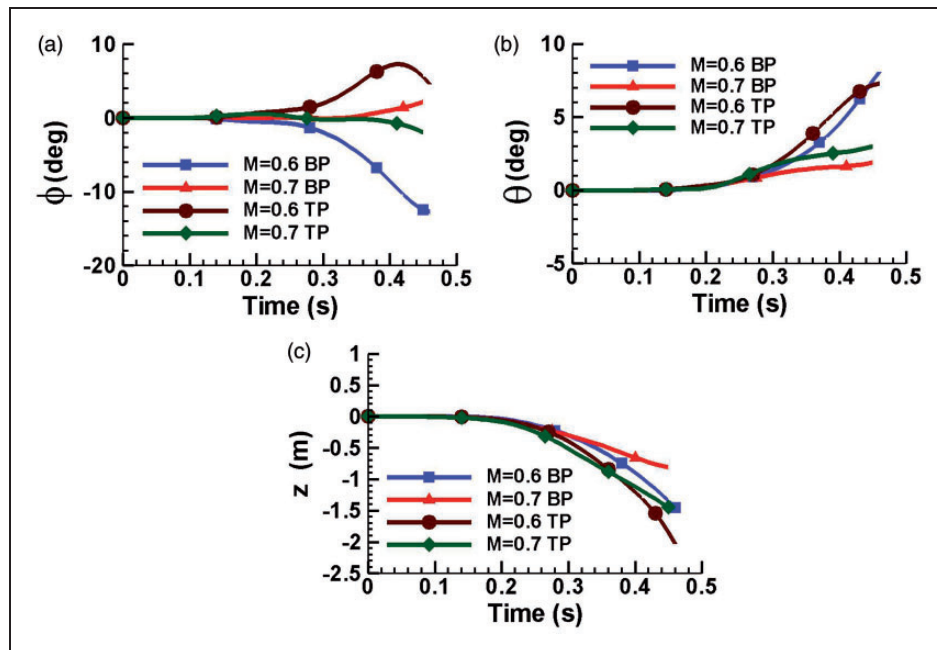 (a)
10
0
-10
-20
ϕ (deg)
M=0.6 BP
M=0.7 BP
M=0.6 TP
M=0.7 TP
0 0.1 0.2 0.3 0.4 0.5
Time (s)
(b)
10
5
0
-5
θ (deg)
M=0.6 BP
M=0.7 BP
M=0.6 TP
M=0.7 TP
0 0.1 0.2 0.3 0.4 0.5
Time (s)
(c)
1
0.5
0
-0.5
-1
-1.5
-2
-2.5
z (m)
M=0.6 BP
M=0.7 BP
M=0.6 TP
M=0.7 TP
0 0.1 0.2 0.3 0.4 0.5
Time (s)